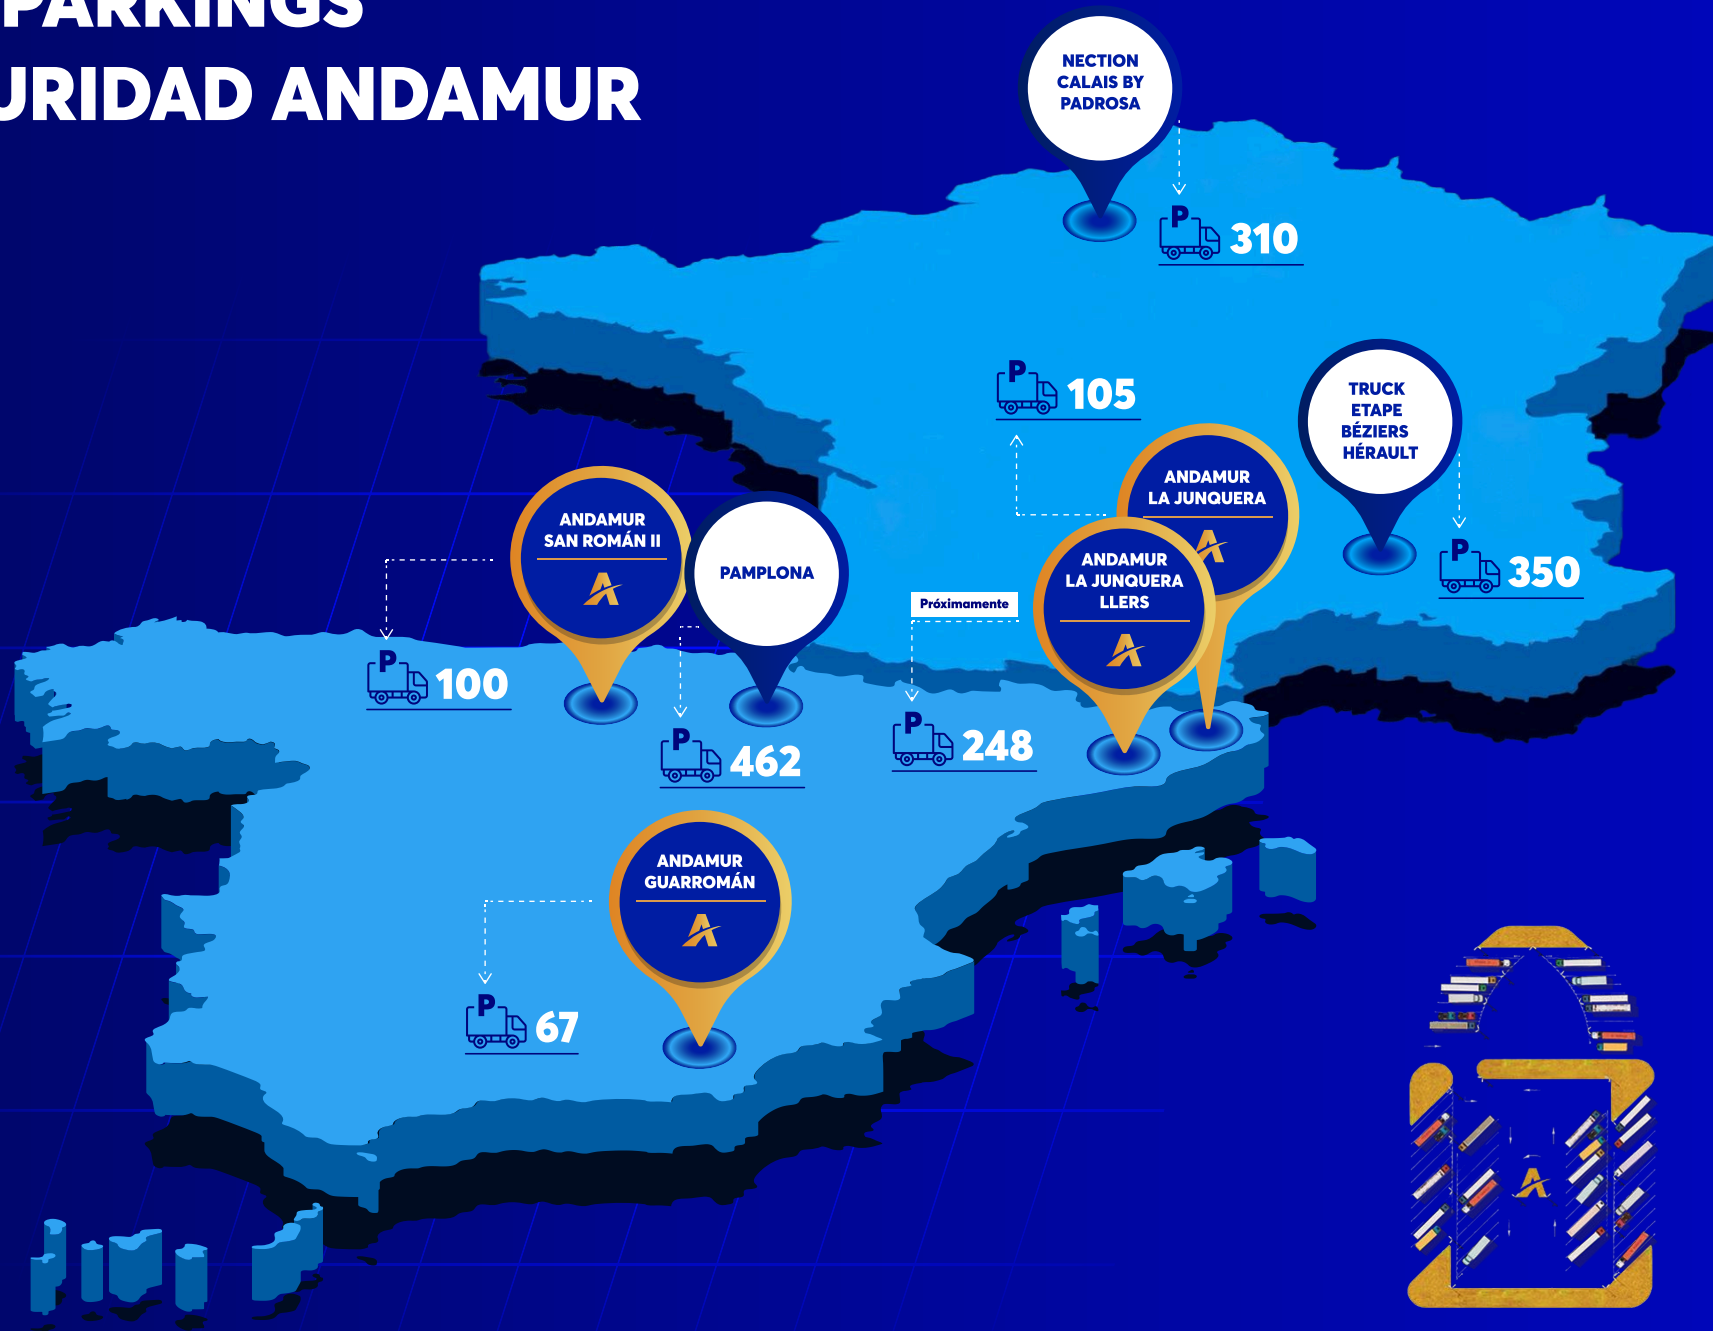 PARKINGS
URIDAD ANDAMUR
NECTION
CALAIS BY
PADROSA
P 310
P 105
TRUCK
ETAPE
BÉZIERS
HÉRAULT
P 350
ANDAMUR
LA JUNQUERA
ANDAMUR
SAN ROMÁN II
P 100
PAMPLONA
P 462
ANDAMUR
LA JUNQUERA
LLERS
Próximamente
P 248
ANDAMUR
GUARROMÁN
P 67